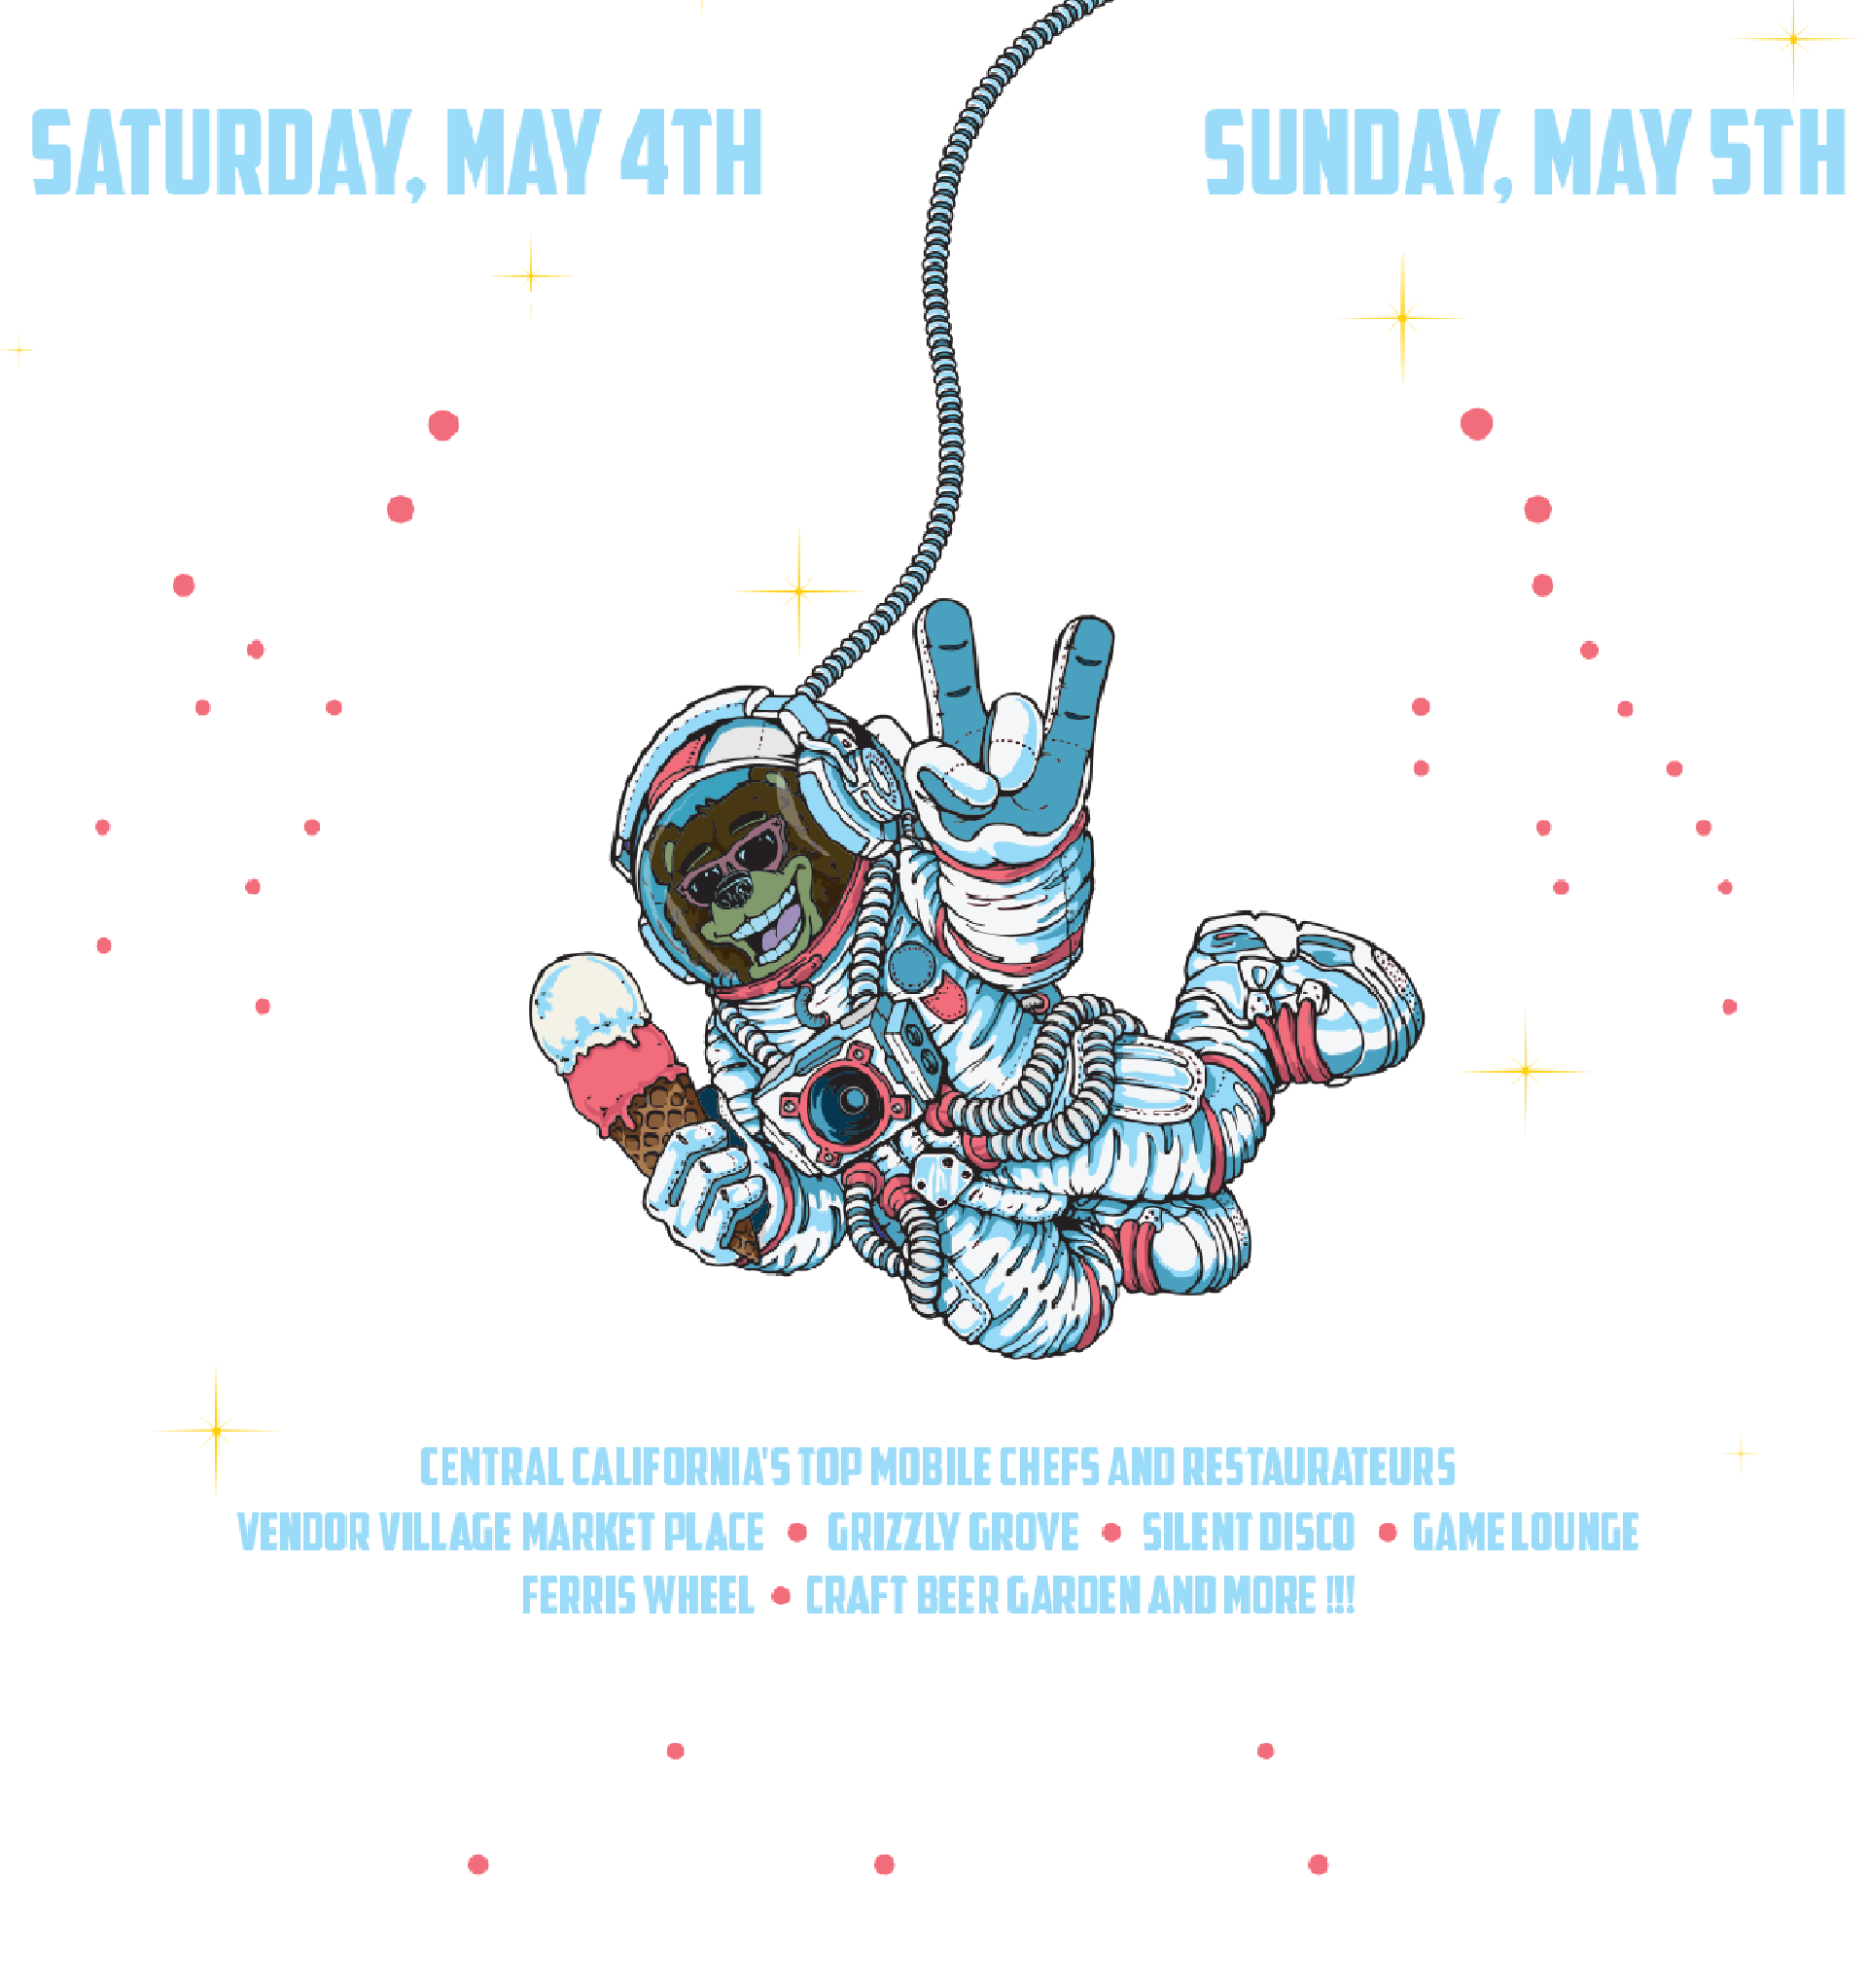 SATURDAY, MAY 4TH
SUNDAY, MAY 5TH
CENTRAL CALIFORNIA'S TOP MOBILE CHEFS AND RESTAURATEURS
VENDOR VILLAGE MARKET PLACE • GRIZZLY GROVE • SILENT DISCO • GAME LOUNGE
FERRIS WHEEL • CRAFT BEER GARDEN AND MORE !!!